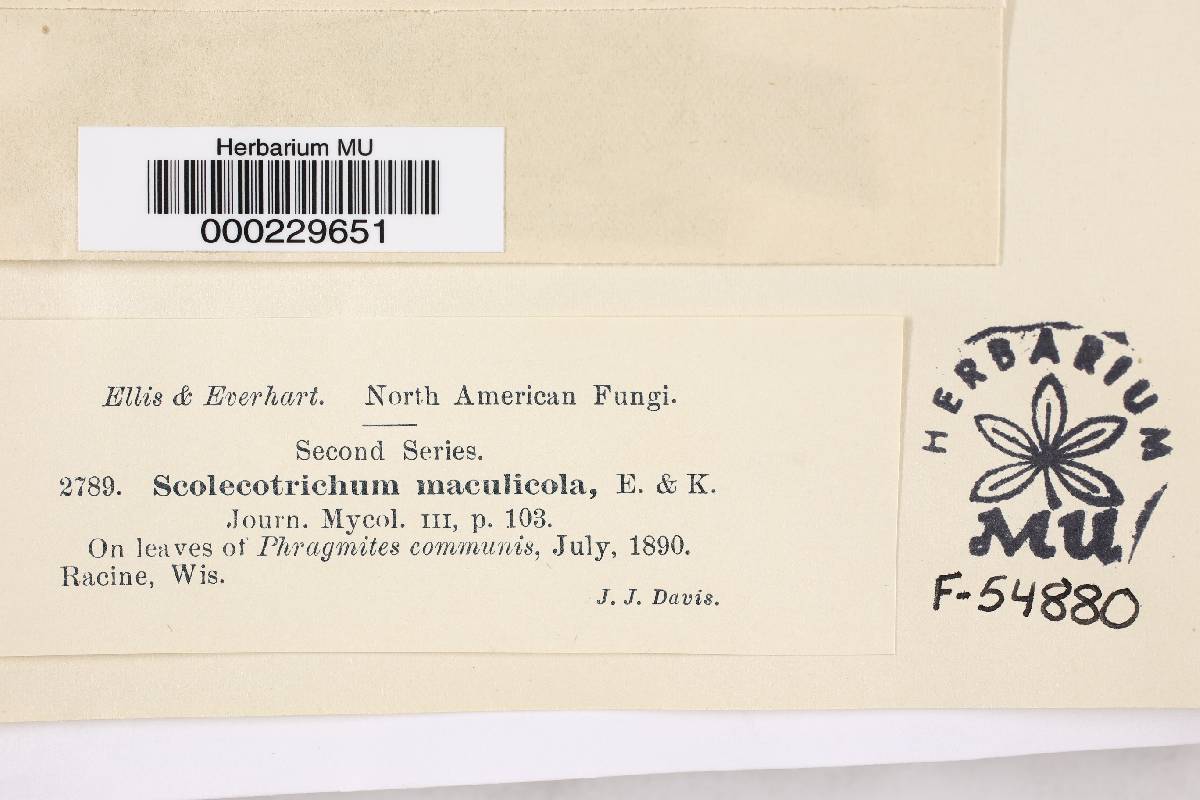 Herbarium MU
000229651
Ellis & Everhart. North American Fungi.
Second Series.
2789. Scolecotrichum maculicola, E. & K.
Journ. Mycol. III, p. 103.
On leaves of Phragmites communis, July, 1890.
Racine, Wis.
J. J. Davis.
HERBARIUM
MU
F-54880